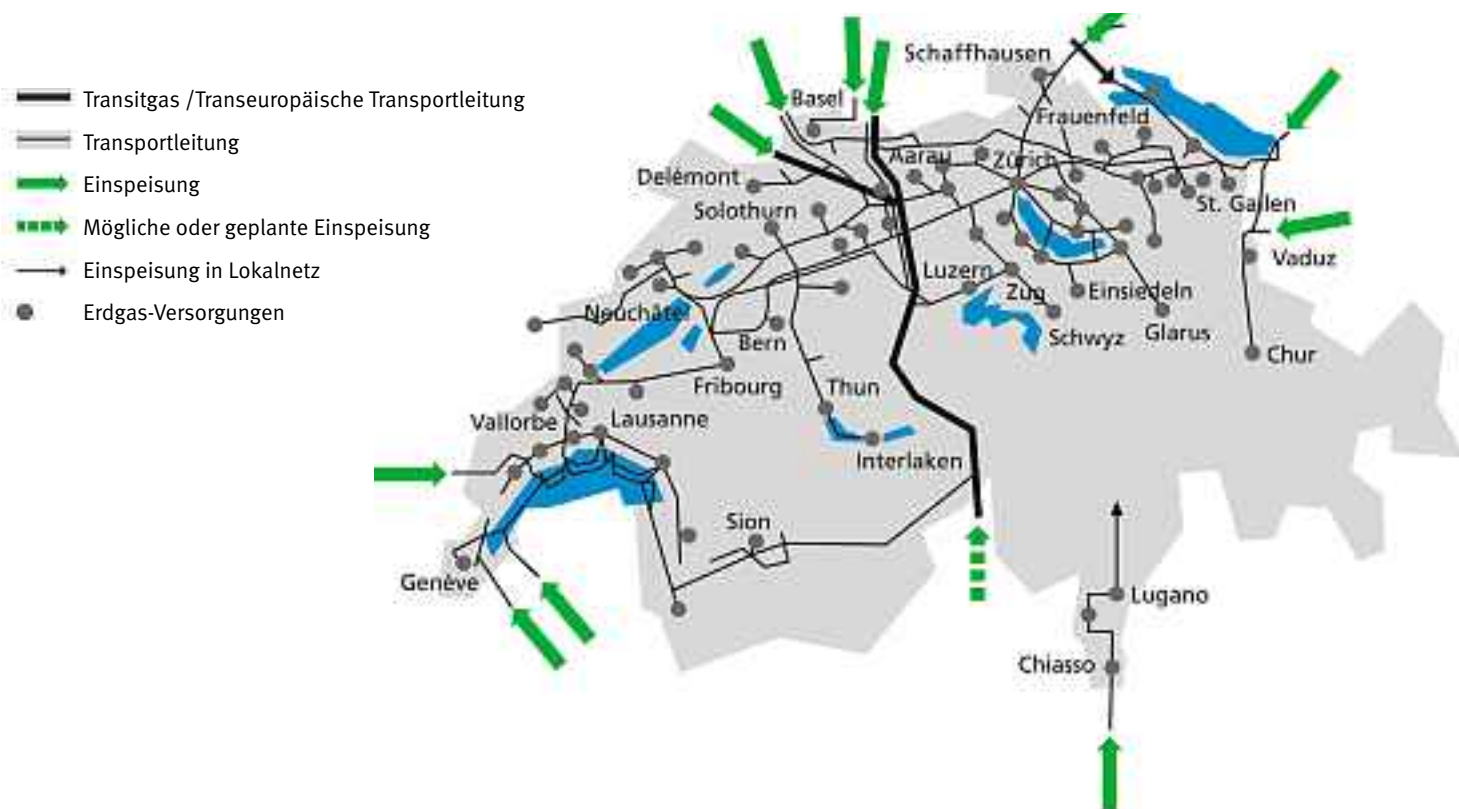 Transitgas /Transeuropäische Transportleitung
Transportleitung
Einspeisung
Mögliche oder geplante Einspeisung
Einspeisung in Lokalnetz
Erdgas-Versorgungen
Schaffhausen
Basel
Frauenfeld
Aarau
Zürich
Delémont
Solothurn
St. Gallen
Vaduz
Luzern
Zug
Einsiedeln
Neuchâtel
Bern
Schwyz
Glarus
Chur
Fribourg
Thun
Vallorbe
Lausanne
Interlaken
Sion
Genève
Lugano
Chiasso